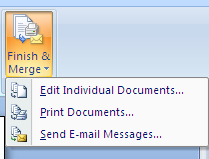 Finish &
Merge
Edit Individual Documents...
Print Documents...
Send E-mail Messages...